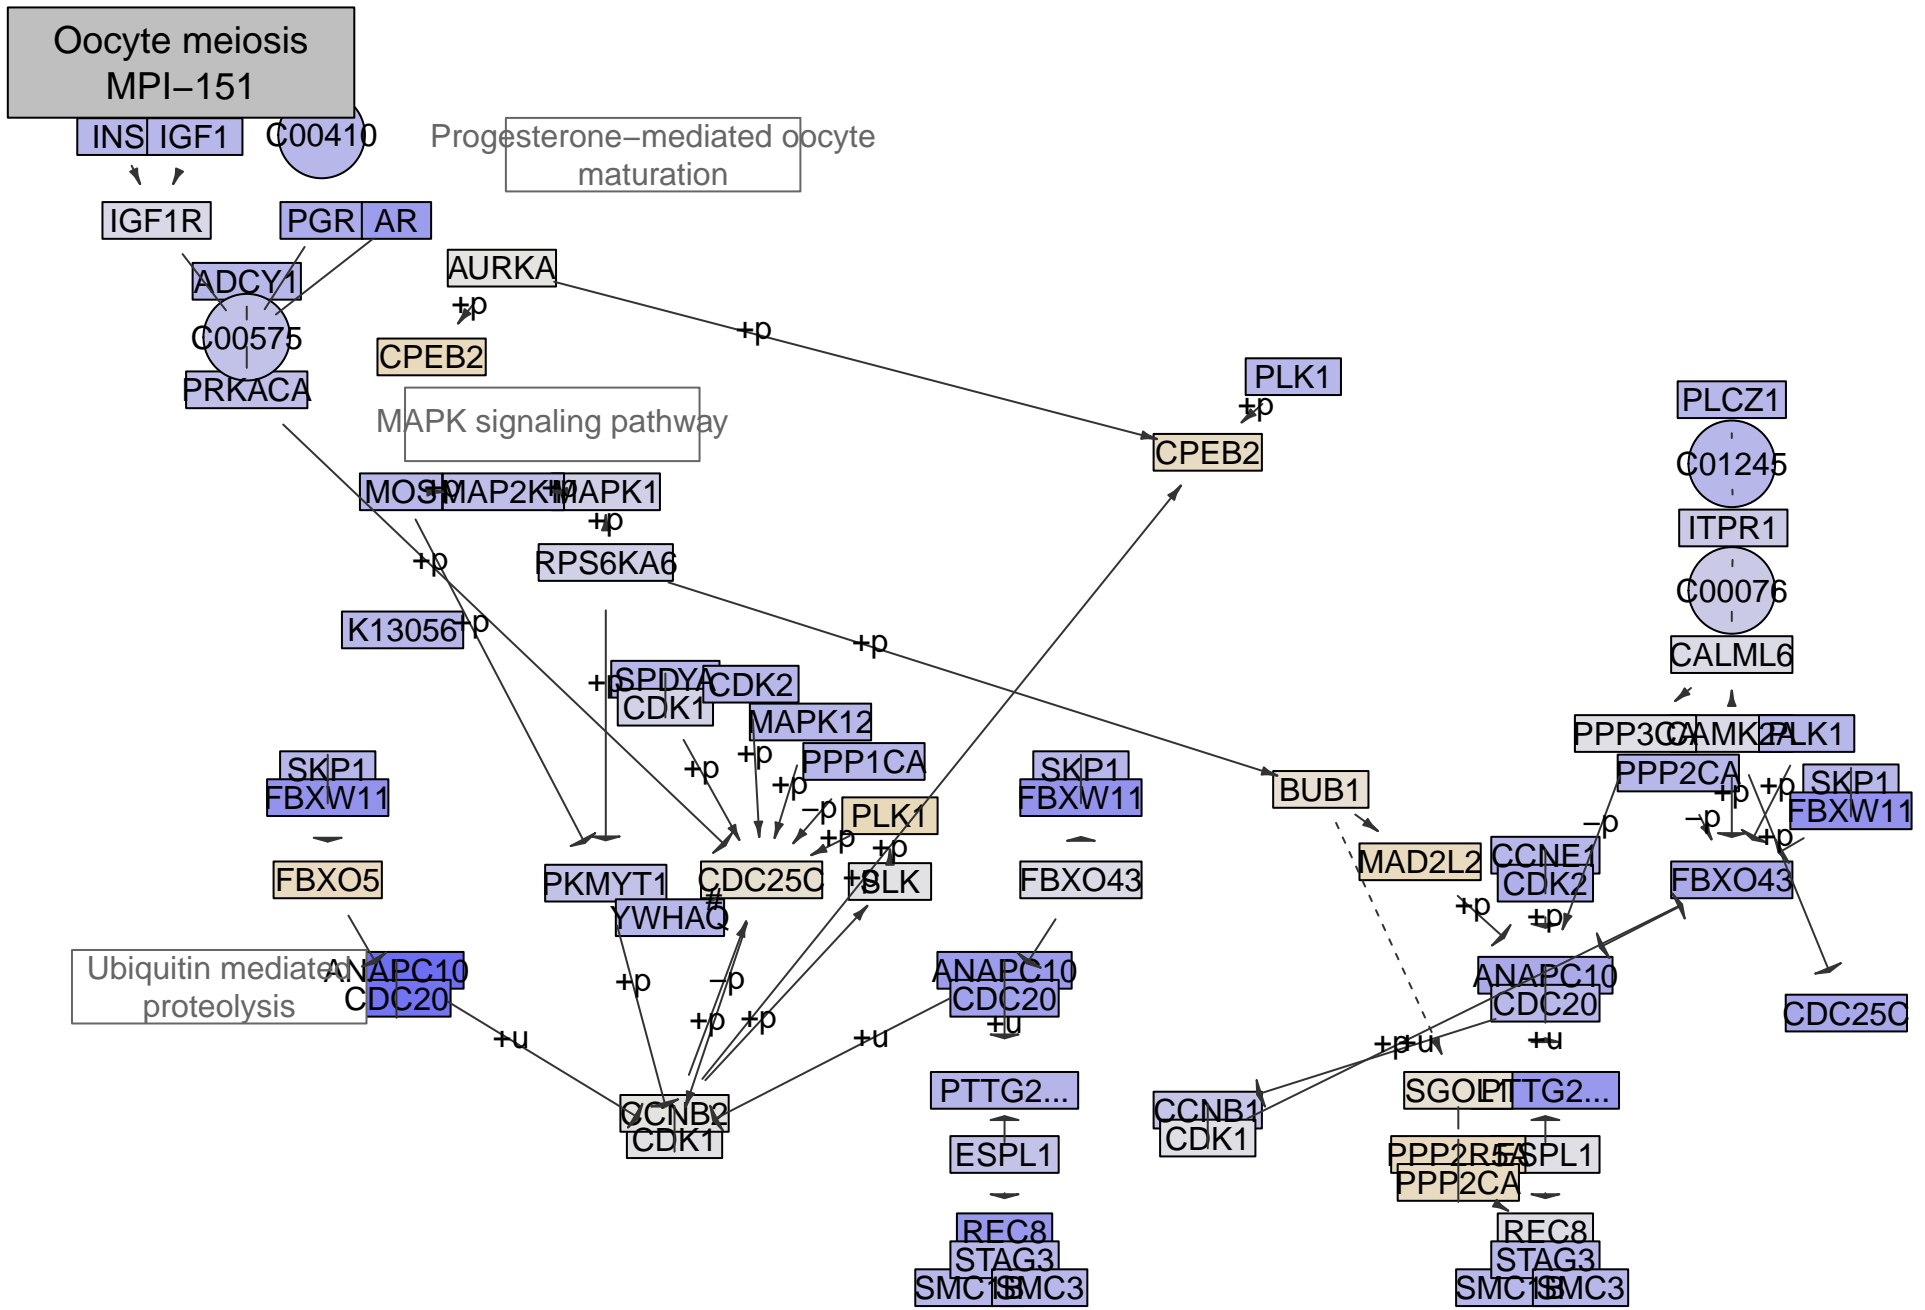 Oocyte meiosis
MPI−151
INS IGF1 C00410
Progesterone−mediated oocyte
maturation
IGF1R PGR AR
AURKA
ADCY1
+p
C00575
+p
CPEB2
PLK1
PRKACA
+p
PLCZ1
MAPK signaling pathway
CPEB2
C01245
MOS +p MAP2K1 +p MAPK1
+p
ITPR1
RPS6KA6
+p
C00076
K13056 +p
+p
CALML6
+p SPDYA CDK2
CDK1
MAPK12
PPP3CA CAMK2A PLK1
+p PPP1CA
SKP1
SKP1
PPP2CA
+p
+p
+p
+p
SKP1
FBXW11
FBXW11
BUB1
−p
PLK1
−p
−p
FBXW11
+p
+p
+p
MAD2L2
CCNE1
FBXO5
PKMYT1
CDC25C
+p
SLK
FBXO43
CDK2
FBXO43
#
YWHAQ
+p
+p
Ubiquitin mediated
proteolysis
ANAPC10
+p
−p
ANAPC10
ANAPC10
CDC20
CDC20
CDC20
+p
+p
+u
CDC25C
+u
+u
+p
+u
+u
PTTG2...
SGOL1
PTTG2...
CCNB2
CCNB1
CDK1
CDK1
ESPL1
PPP2R5A
ESPL1
PPP2CA
REC8
REC8
STAG3
STAG3
SMC1B SMC3
SMC1B SMC3